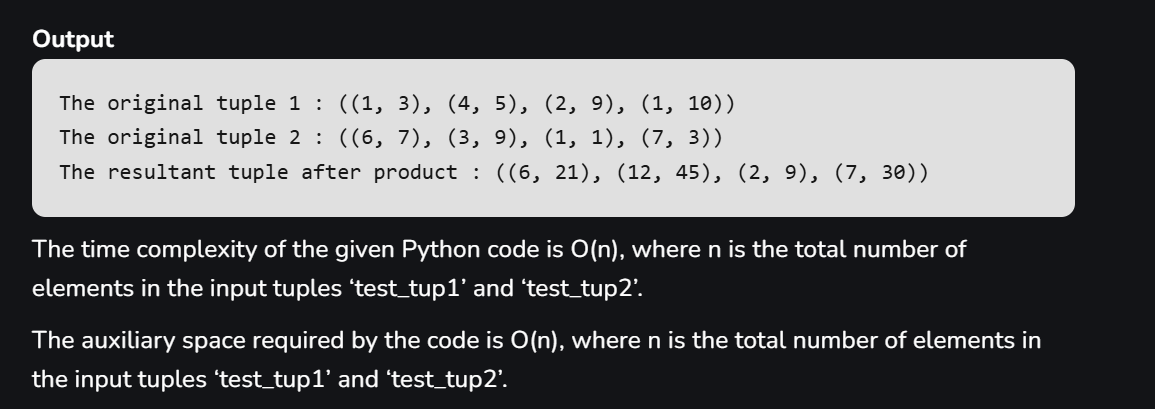 Output
The original tuple 1 : ((1, 3), (4, 5), (2, 9), (1, 10))
The original tuple 2 : ((6, 7), (3, 9), (1, 1), (7, 3))
The resultant tuple after product : ((6, 21), (12, 45), (2, 9), (7, 30))
The time complexity of the given Python code is O(n), where n is the total number of
elements in the input tuples ‘test_tup1’ and ‘test_tup2’.
The auxiliary space required by the code is O(n), where n is the total number of elements in
the input tuples ‘test_tup1’ and ‘test_tup2’.